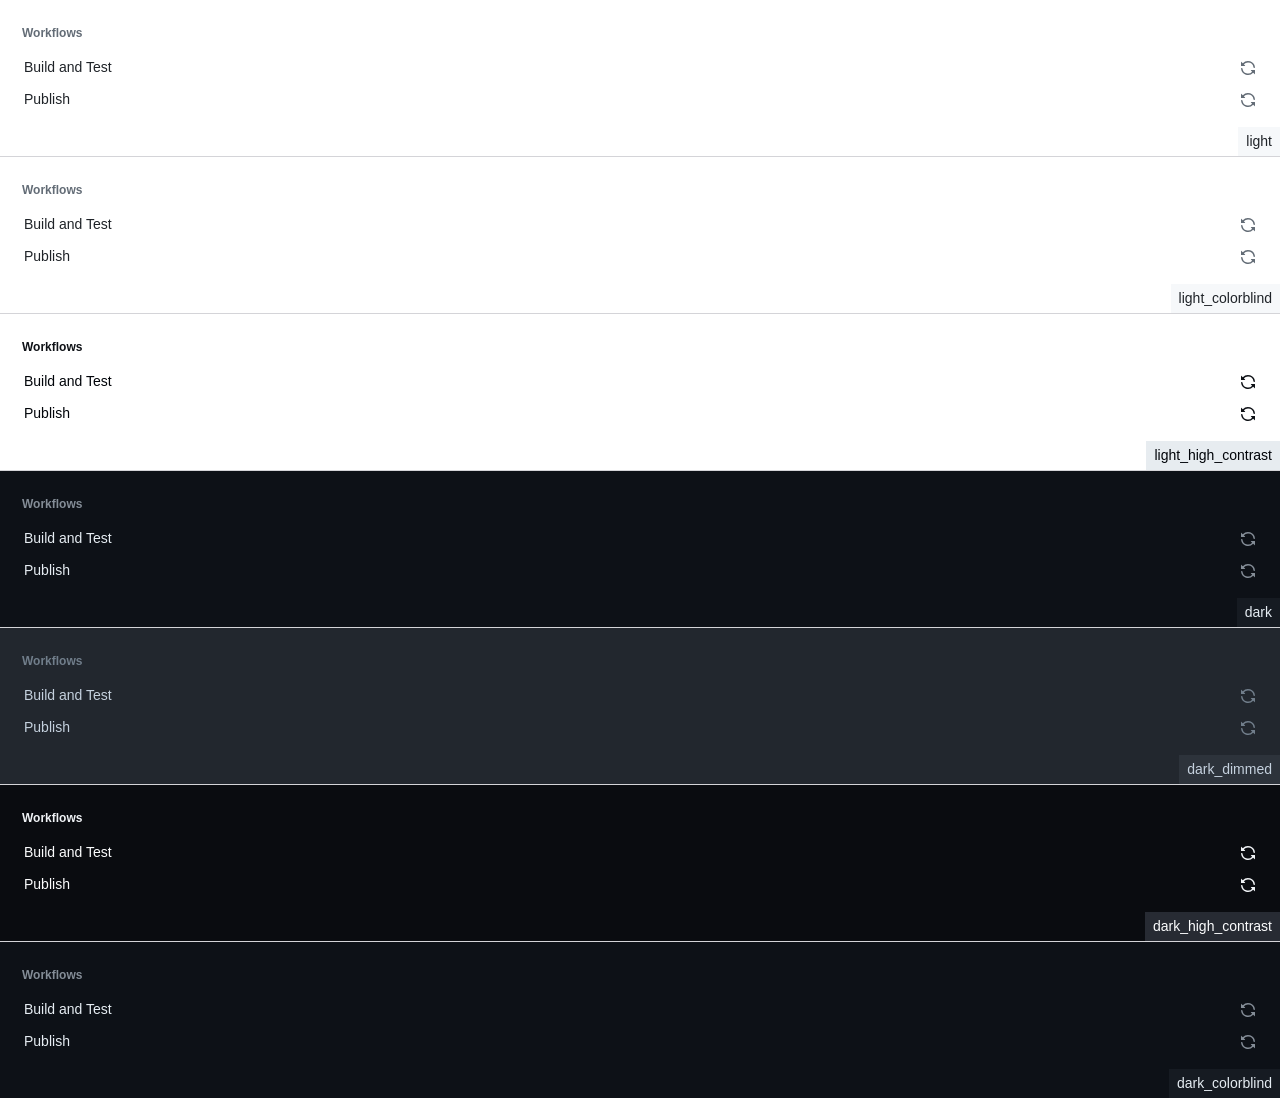 Workflows
Build and Test
Publish
light
Workflows
Build and Test
Publish
light_colorblind
Workflows
Build and Test
Publish
light_high_contrast
Workflows
Build and Test
Publish
dark
Workflows
Build and Test
Publish
dark_dimmed
Workflows
Build and Test
Publish
dark_high_contrast
Workflows
Build and Test
Publish
dark_colorblind